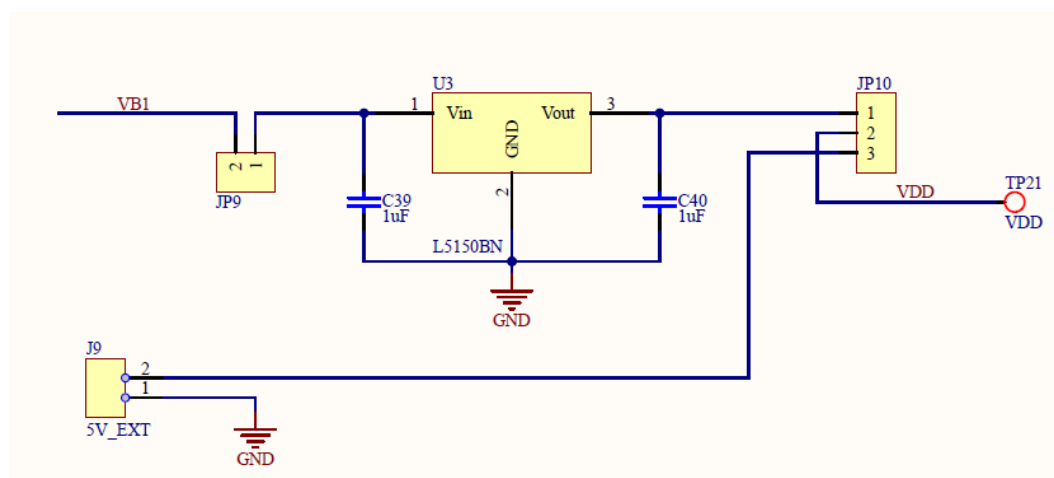 U3
JP10
VB1
1
Vin
Vout
3
1
GND
2
2
1
3
JP9
2
C39
1uF
C40
1uF
TP21
VDD
VDD
L5150BN
GND
J9
2
1
5V_EXT
GND